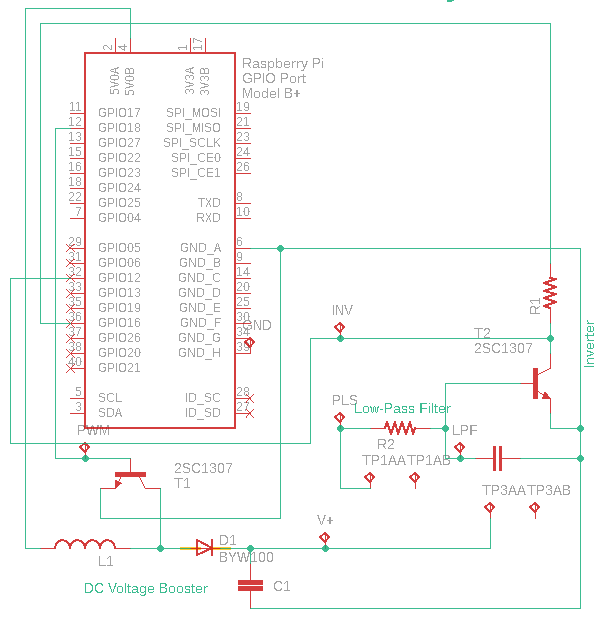 2
4
1
17
5V0A
5V0B
3V3A
3V3B
Raspberry Pi
GPIO Port
Model B+
11 GPIO17 SPI_MOSI 19
12 GPIO18 SPI_MISO 21
13 GPIO27 SPI_SCLK 23
15 GPIO22 SPI_CE0 24
16 GPIO23 SPI_CE1 26
18 GPIO24
22 GPIO25 TXD 8
7 GPIO04 RXD 10
29 GPIO05 GND_A 6
31 GPIO06 GND_B 9
32 GPIO12 GND_C 14
33 GPIO13 GND_D 20
35 GPIO19 GND_E 25
36 GPIO16 GND_F 30
37 GPIO26 GND_G 34
38 GPIO20 GND_H 39
40 GPIO21
5 SCL ID_SC 28
3 SDA ID_SD 27
GND
INV
R1
T2
2SC1307
Inverter
PLS
Low-Pass Filter
R2
LPF
TP1AA
TP1AB
PWM
2SC1307
T1
TP3AA
TP3AB
V+
D1
BYW100
L1
C1
DC Voltage Booster